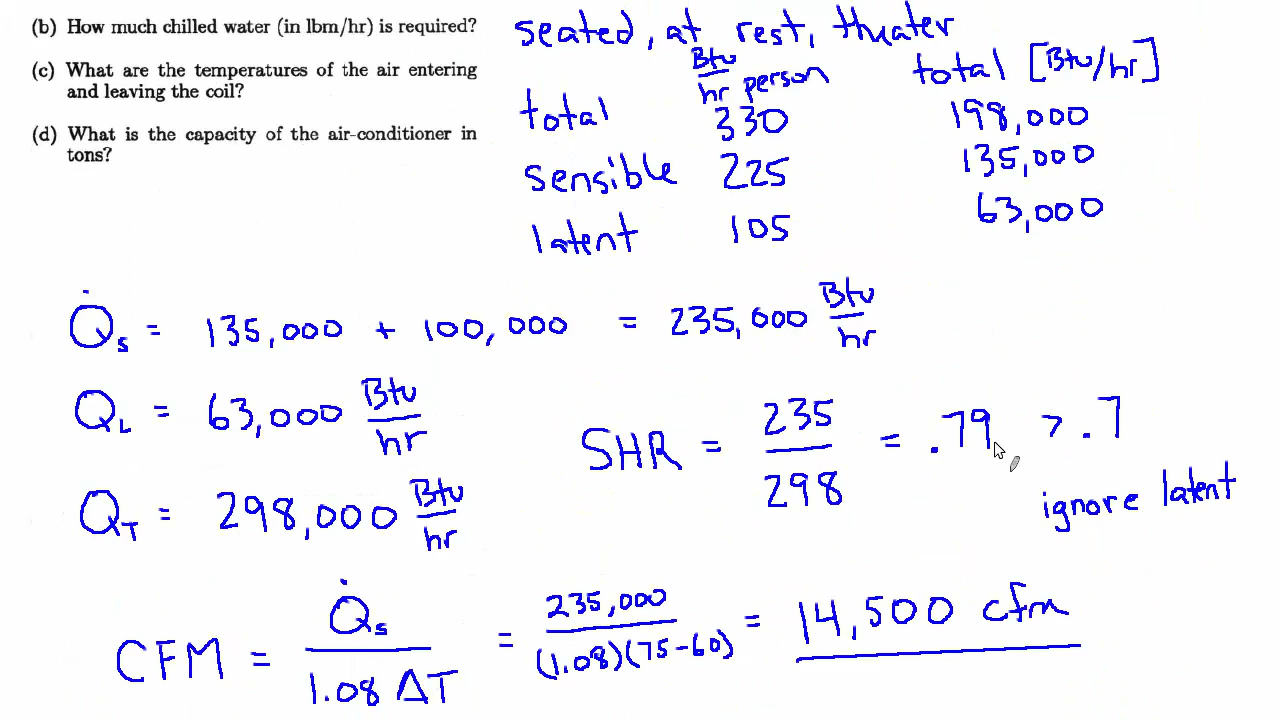 (b) How much chilled water (in lbm/hr) is required?
(c) What are the temperatures of the air entering
and leaving the coil?
(d) What is the capacity of the air-conditioner in
tons?
seated, at rest, theater
Btu/hr person total [Btu/hr]
total 330 198,000
sensible 225 135,000
latent 105 63,000
Q̇s = 135,000 + 100,000 = 235,000 Btu/hr
QL = 63,000 Btu/hr
SHR = 235/298 = .79 > .7
ignore latent
QT = 298,000 Btu/hr
CFM = Q̇s/1.08 ΔT = 235,000/(1.08)(75-60) = 14,500 cfm